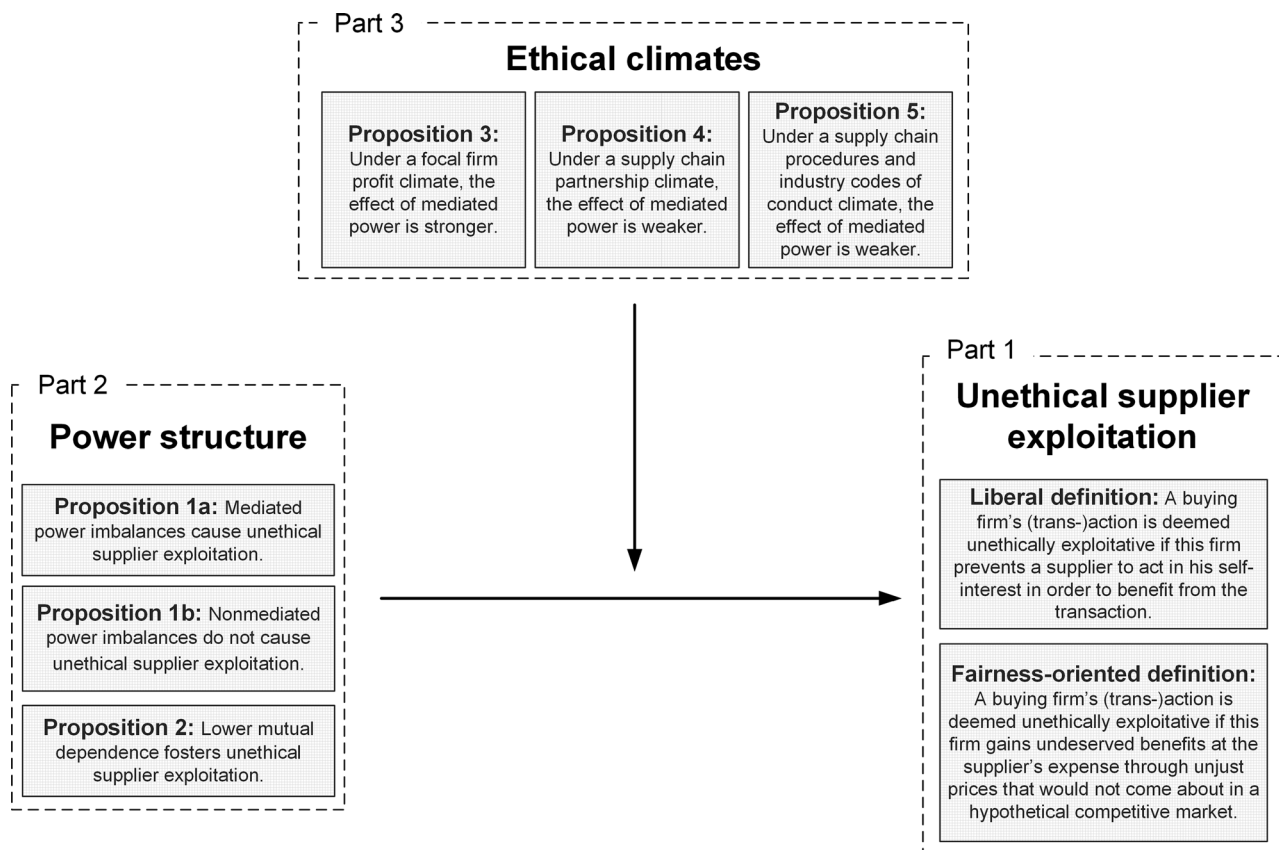 Part 3
Ethical climates
Proposition 3:
Under a focal firm
profit climate, the
effect of mediated
power is stronger.
Proposition 4:
Under a supply chain
partnership climate,
the effect of mediated
power is weaker.
Proposition 5:
Under a supply chain
procedures and
industry codes of
conduct climate, the
effect of mediated
power is weaker.
Part 2
Power structure
Proposition 1a: Mediated
power imbalances cause unethical
supplier exploitation.
Proposition 1b: Nonmediated
power imbalances do not cause
unethical supplier exploitation.
Proposition 2: Lower mutual
dependence fosters unethical
supplier exploitation.
Part 1
Unethical supplier
exploitation
Liberal definition: A buying
firm’s (trans-)action is deemed
unethically exploitative if this firm
prevents a supplier to act in his self-
interest in order to benefit from the
transaction.
Fairness-oriented definition:
A buying firm’s (trans-)action is
deemed unethically exploitative if this
firm gains undeserved benefits at the
supplier’s expense through unjust
prices that would not come about in a
hypothetical competitive market.